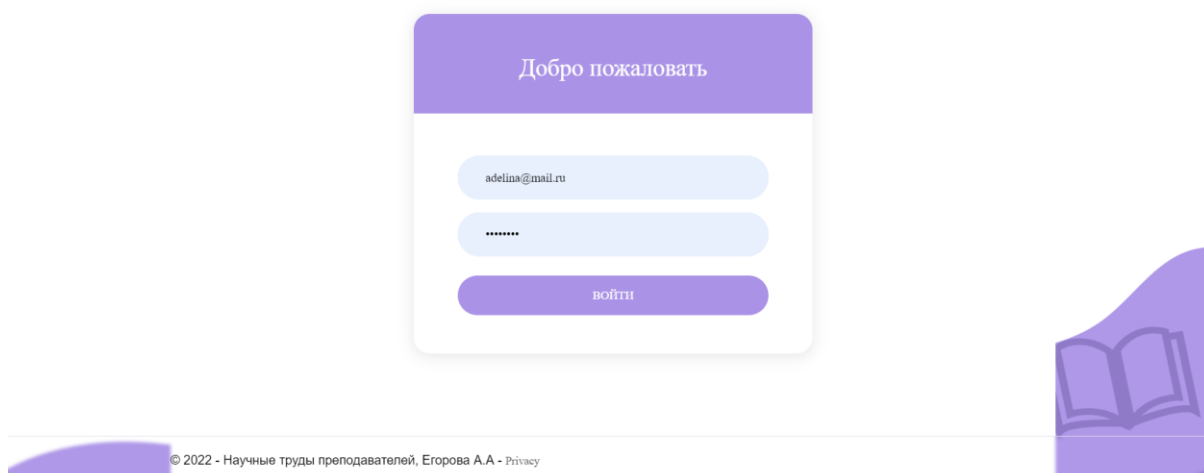 Добро пожаловать
adelina@mail.ru
••••••••
ВОЙТИ
© 2022 - Научные труды преподавателей, Егорова А.А - Privacy